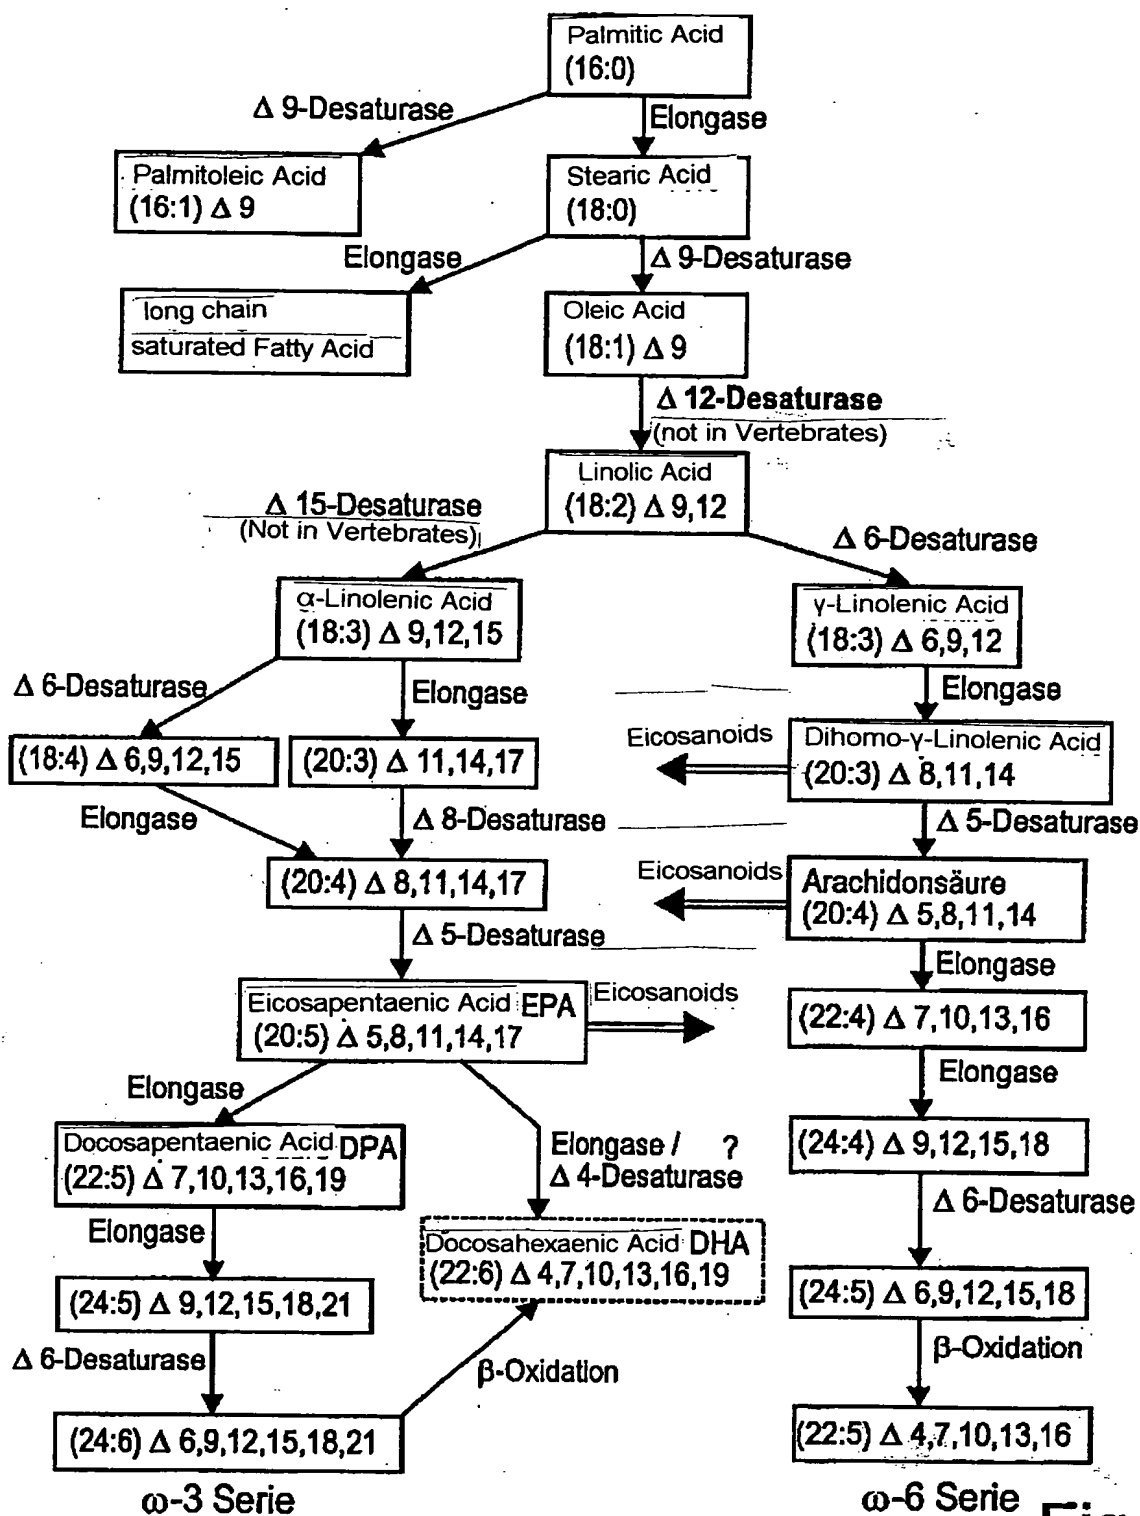 Palmitic Acid
(16:0)
Δ 9-Desaturase
Elongase
Palmitoleic Acid
(16:1) Δ 9
Stearic Acid
(18:0)
Elongase
Δ 9-Desaturase
long chain
saturated Fatty Acid
Oleic Acid
(18:1) Δ 9
Δ 12-Desaturase
(not in Vertebrates)
Linolic Acid
(18:2) Δ 9,12
Δ 15-Desaturase
(Not in Vertebrates)
Δ 6-Desaturase
α-Linolenic Acid
(18:3) Δ 9,12,15
γ-Linolenic Acid
(18:3) Δ 6,9,12
Δ 6-Desaturase
Elongase
Elongase
(18:4) Δ 6,9,12,15
(20:3) Δ 11,14,17
Eicosanoids
Dihomo-γ-Linolenic Acid
(20:3) Δ 8,11,14
Elongase
Δ 8-Desaturase
Δ 5-Desaturase
(20:4) Δ 8,11,14,17
Eicosanoids
Arachidonsäure
(20:4) Δ 5,8,11,14
Δ 5-Desaturase
Elongase
Eicosapentaenic Acid EPA
(20:5) Δ 5,8,11,14,17
Eicosanoids
(22:4) Δ 7,10,13,16
Elongase
Elongase
Docosapentaenic Acid DPA
(22:5) Δ 7,10,13,16,19
Elongase / ?
Δ 4-Desaturase
(24:4) Δ 9,12,15,18
Elongase
Δ 6-Desaturase
Docosahexaenic Acid DHA
(22:6) Δ 4,7,10,13,16,19
(24:5) Δ 9,12,15,18,21
(24:5) Δ 6,9,12,15,18
Δ 6-Desaturase
β-Oxidation
β-Oxidation
(24:6) Δ 6,9,12,15,18,21
(22:5) Δ 4,7,10,13,16
ω-3 Serie
ω-6 Serie